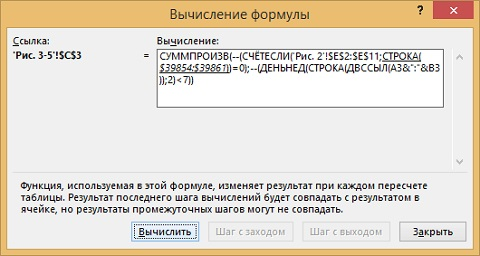 Вычисление формулы
Ссылка: Вычисление:
'Рис. 3-5'!$C$3 = СУММПРОИЗВ(--(СЧЁТЕСЛИ('Рис. 2'!$E$2:$E$11;СТРОКА(
$39854:$39861))=0);--(ДЕНЬНЕД(СТРОКА(ДВССЫЛ(A3&":"&B3
));2)<7))
Функция, используемая в этой формуле, изменяет результат при каждом пересчете
таблицы. Результат последнего шага вычислений будет совпадать с результатом в
ячейке, но результаты промежуточных шагов могут не совпадать.
Вычислить Шаг с заходом Шаг с выходом Закрыть